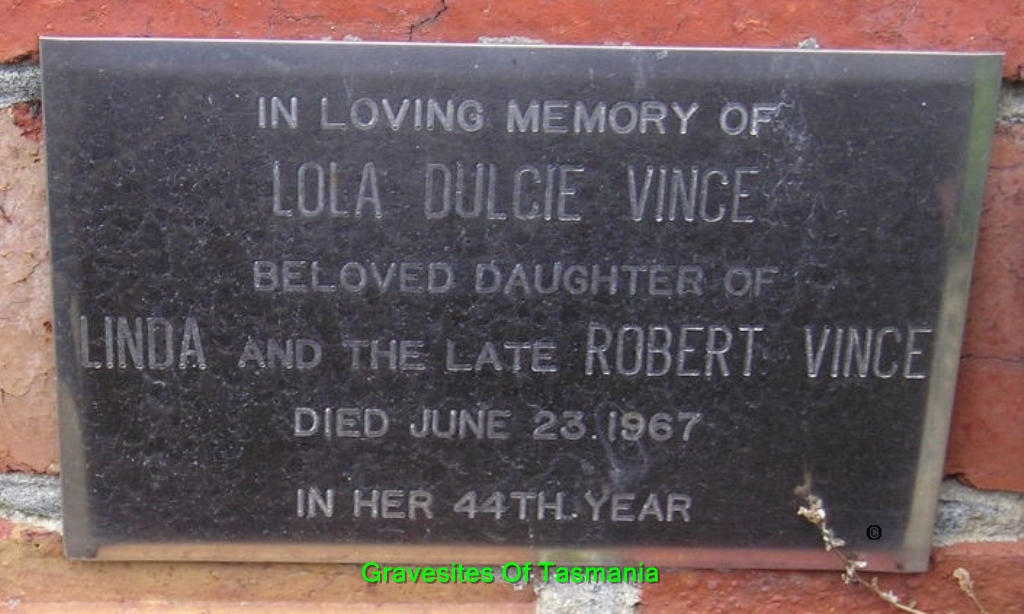 IN LOVING MEMORY OF
LOLA DULCIE VINCE
BELOVED DAUGHTER OF
LINDA AND THE LATE ROBERT VINCE
DIED JUNE 23.1967
IN HER 44TH.YEAR
©
Gravesites Of Tasmania